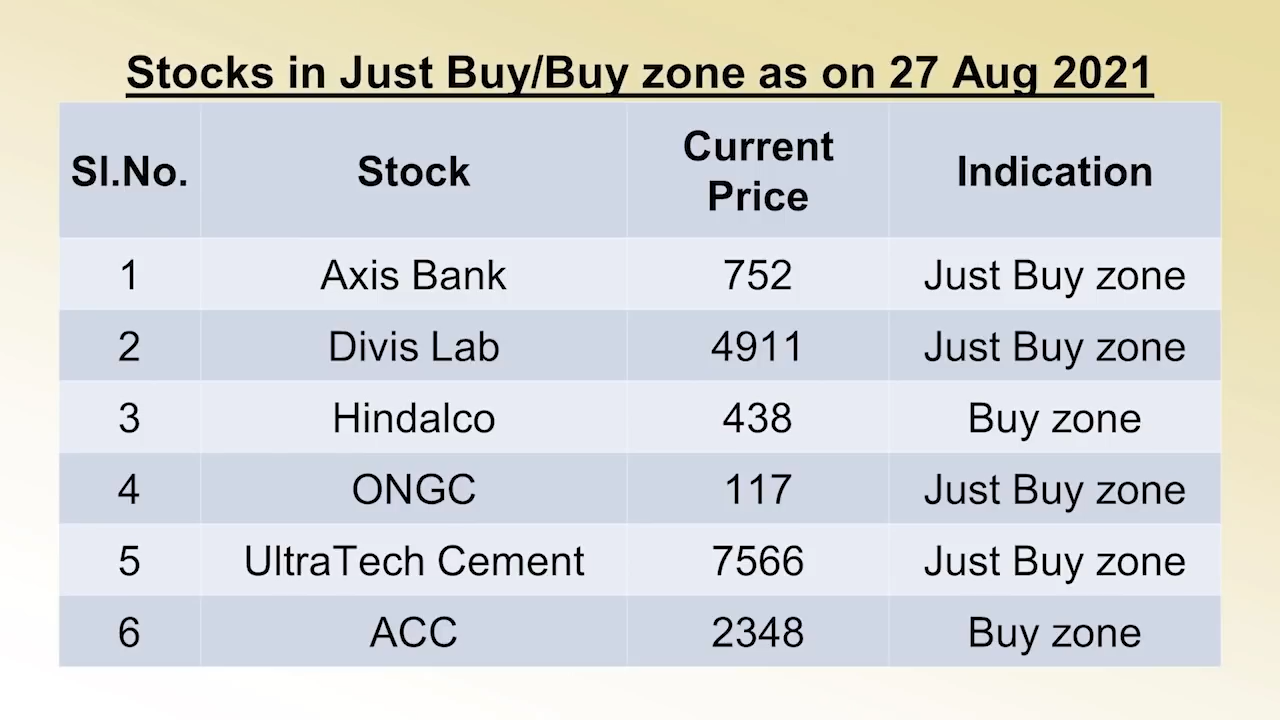 Stocks in Just Buy/Buy zone as on 27 Aug 2021
Sl.No. Stock Current Price Indication
1 Axis Bank 752 Just Buy zone
2 Divis Lab 4911 Just Buy zone
3 Hindalco 438 Buy zone
4 ONGC 117 Just Buy zone
5 UltraTech Cement 7566 Just Buy zone
6 ACC 2348 Buy zone